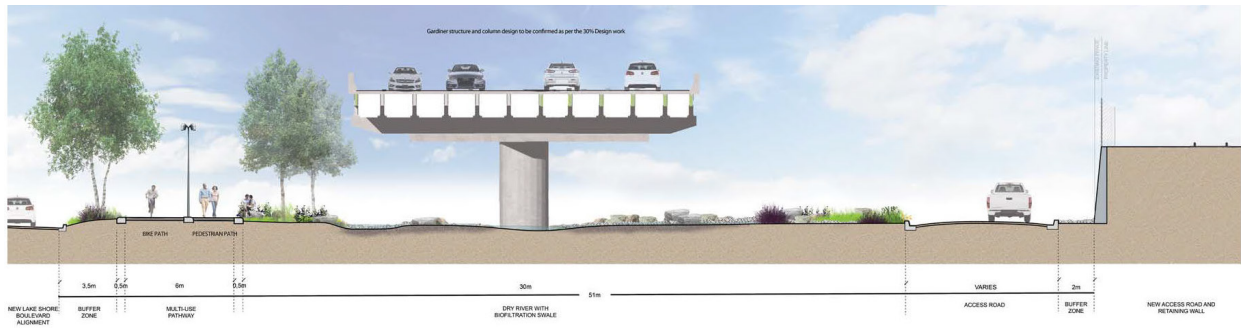 Gardiner structure and column design to be confirmed as per the 30% Design work
PROPERTY LINE
BIKE PATH
PEDESTRIAN PATH
3,5m
0,5m
6m
0,5m
30m
VARIES
2m
51m
NEW LAKE SHORE
BOULEVARD
ALIGNMENT
BUFFER
ZONE
MULTI-USE
PATHWAY
DRY RIVER WITH
BIOFILTRATION SWALE
ACCESS ROAD
BUFFER
ZONE
NEW ACCESS ROAD AND
RETAINING WALL